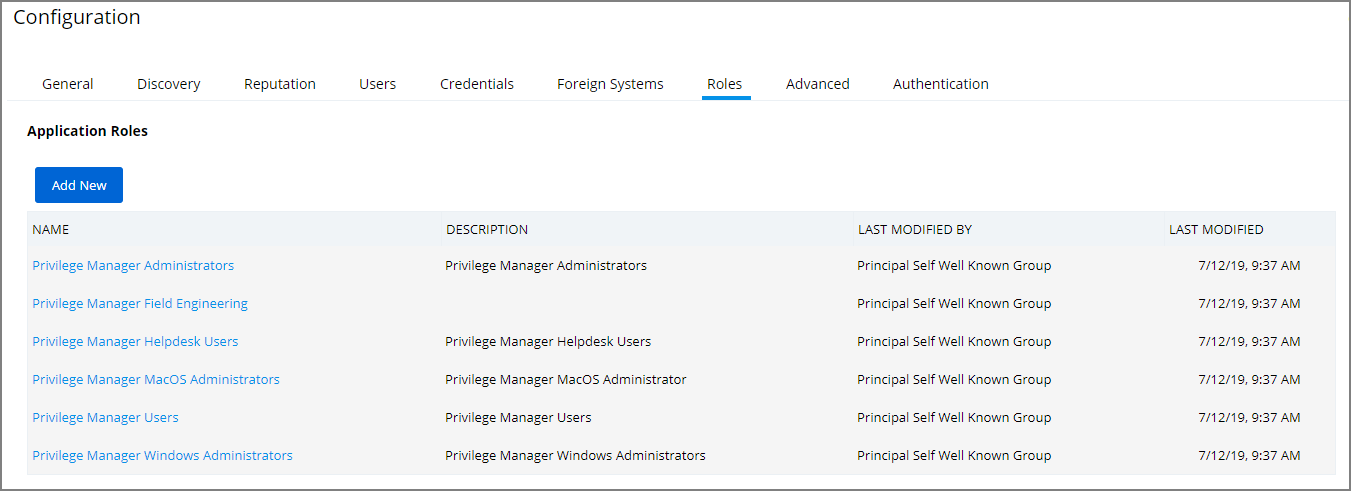 Configuration
General Discovery Reputation Users Credentials Foreign Systems Roles Advanced Authentication
Application Roles
Add New
NAME DESCRIPTION LAST MODIFIED BY LAST MODIFIED
Privilege Manager Administrators Privilege Manager Administrators Principal Self Well Known Group 7/12/19, 9:37 AM
Privilege Manager Field Engineering Principal Self Well Known Group 7/12/19, 9:37 AM
Privilege Manager Helpdesk Users Privilege Manager Helpdesk Users Principal Self Well Known Group 7/12/19, 9:37 AM
Privilege Manager MacOS Administrators Privilege Manager MacOS Administrator Principal Self Well Known Group 7/12/19, 9:37 AM
Privilege Manager Users Privilege Manager Users Principal Self Well Known Group 7/12/19, 9:37 AM
Privilege Manager Windows Administrators Privilege Manager Windows Administrators Principal Self Well Known Group 7/12/19, 9:37 AM